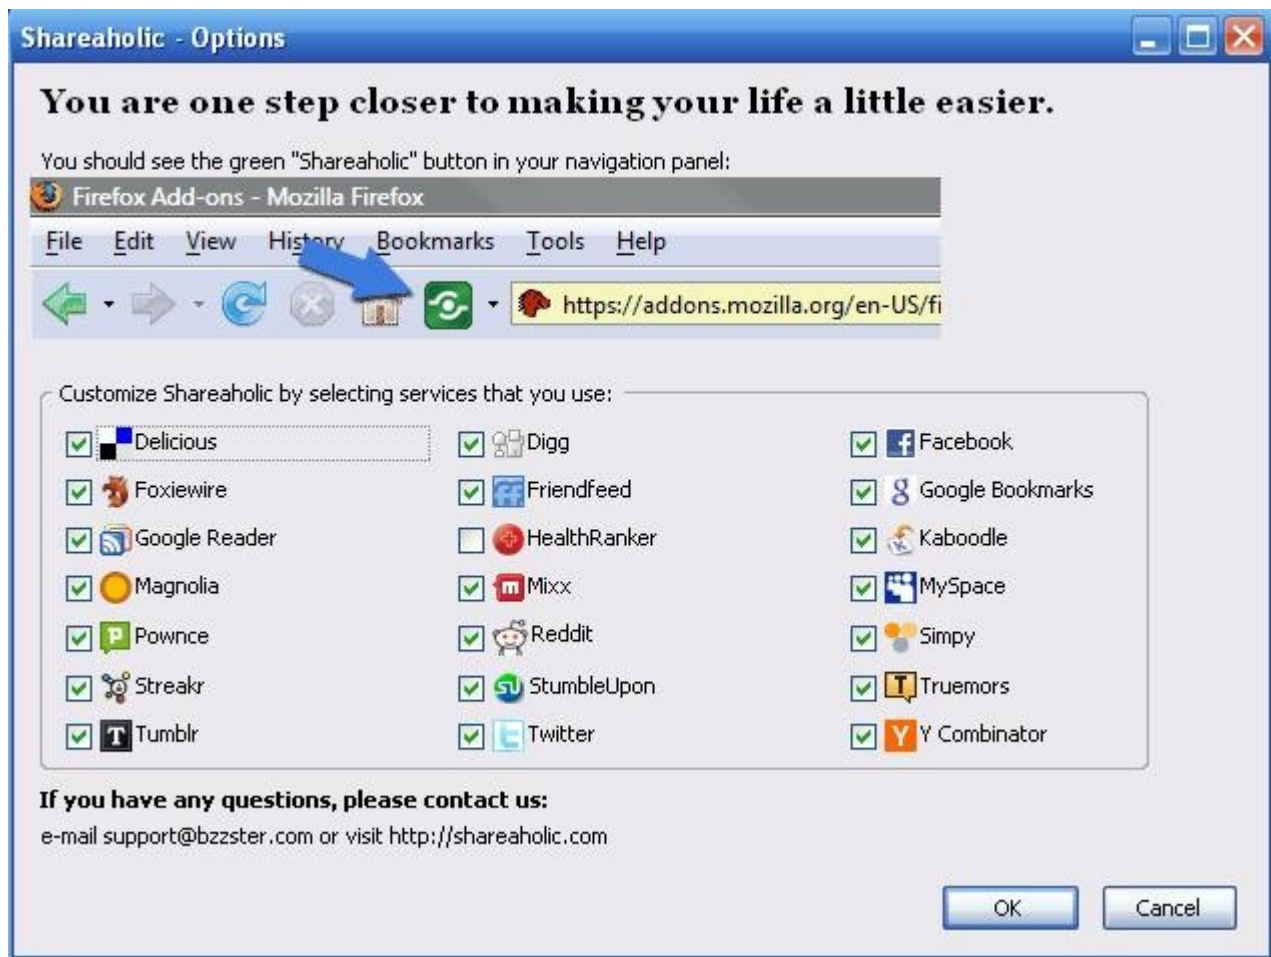 Shareaholic - Options
You are one step closer to making your life a little easier.
You should see the green "Shareaholic" button in your navigation panel:
Firefox Add-ons - Mozilla Firefox
File Edit View History Bookmarks Tools Help
https://addons.mozilla.org/en-US/fi
Customize Shareaholic by selecting services that you use:
Delicious Digg Facebook
Foxiewire Friendfeed Google Bookmarks
Google Reader HealthRanker Kaboodle
Magnolia Mixx MySpace
Pownce Reddit Simpy
Streakr StumbleUpon Truemors
Tumblr Twitter Y Combinator
If you have any questions, please contact us:
e-mail support@bzzster.com or visit http://shareaholic.com
OK Cancel